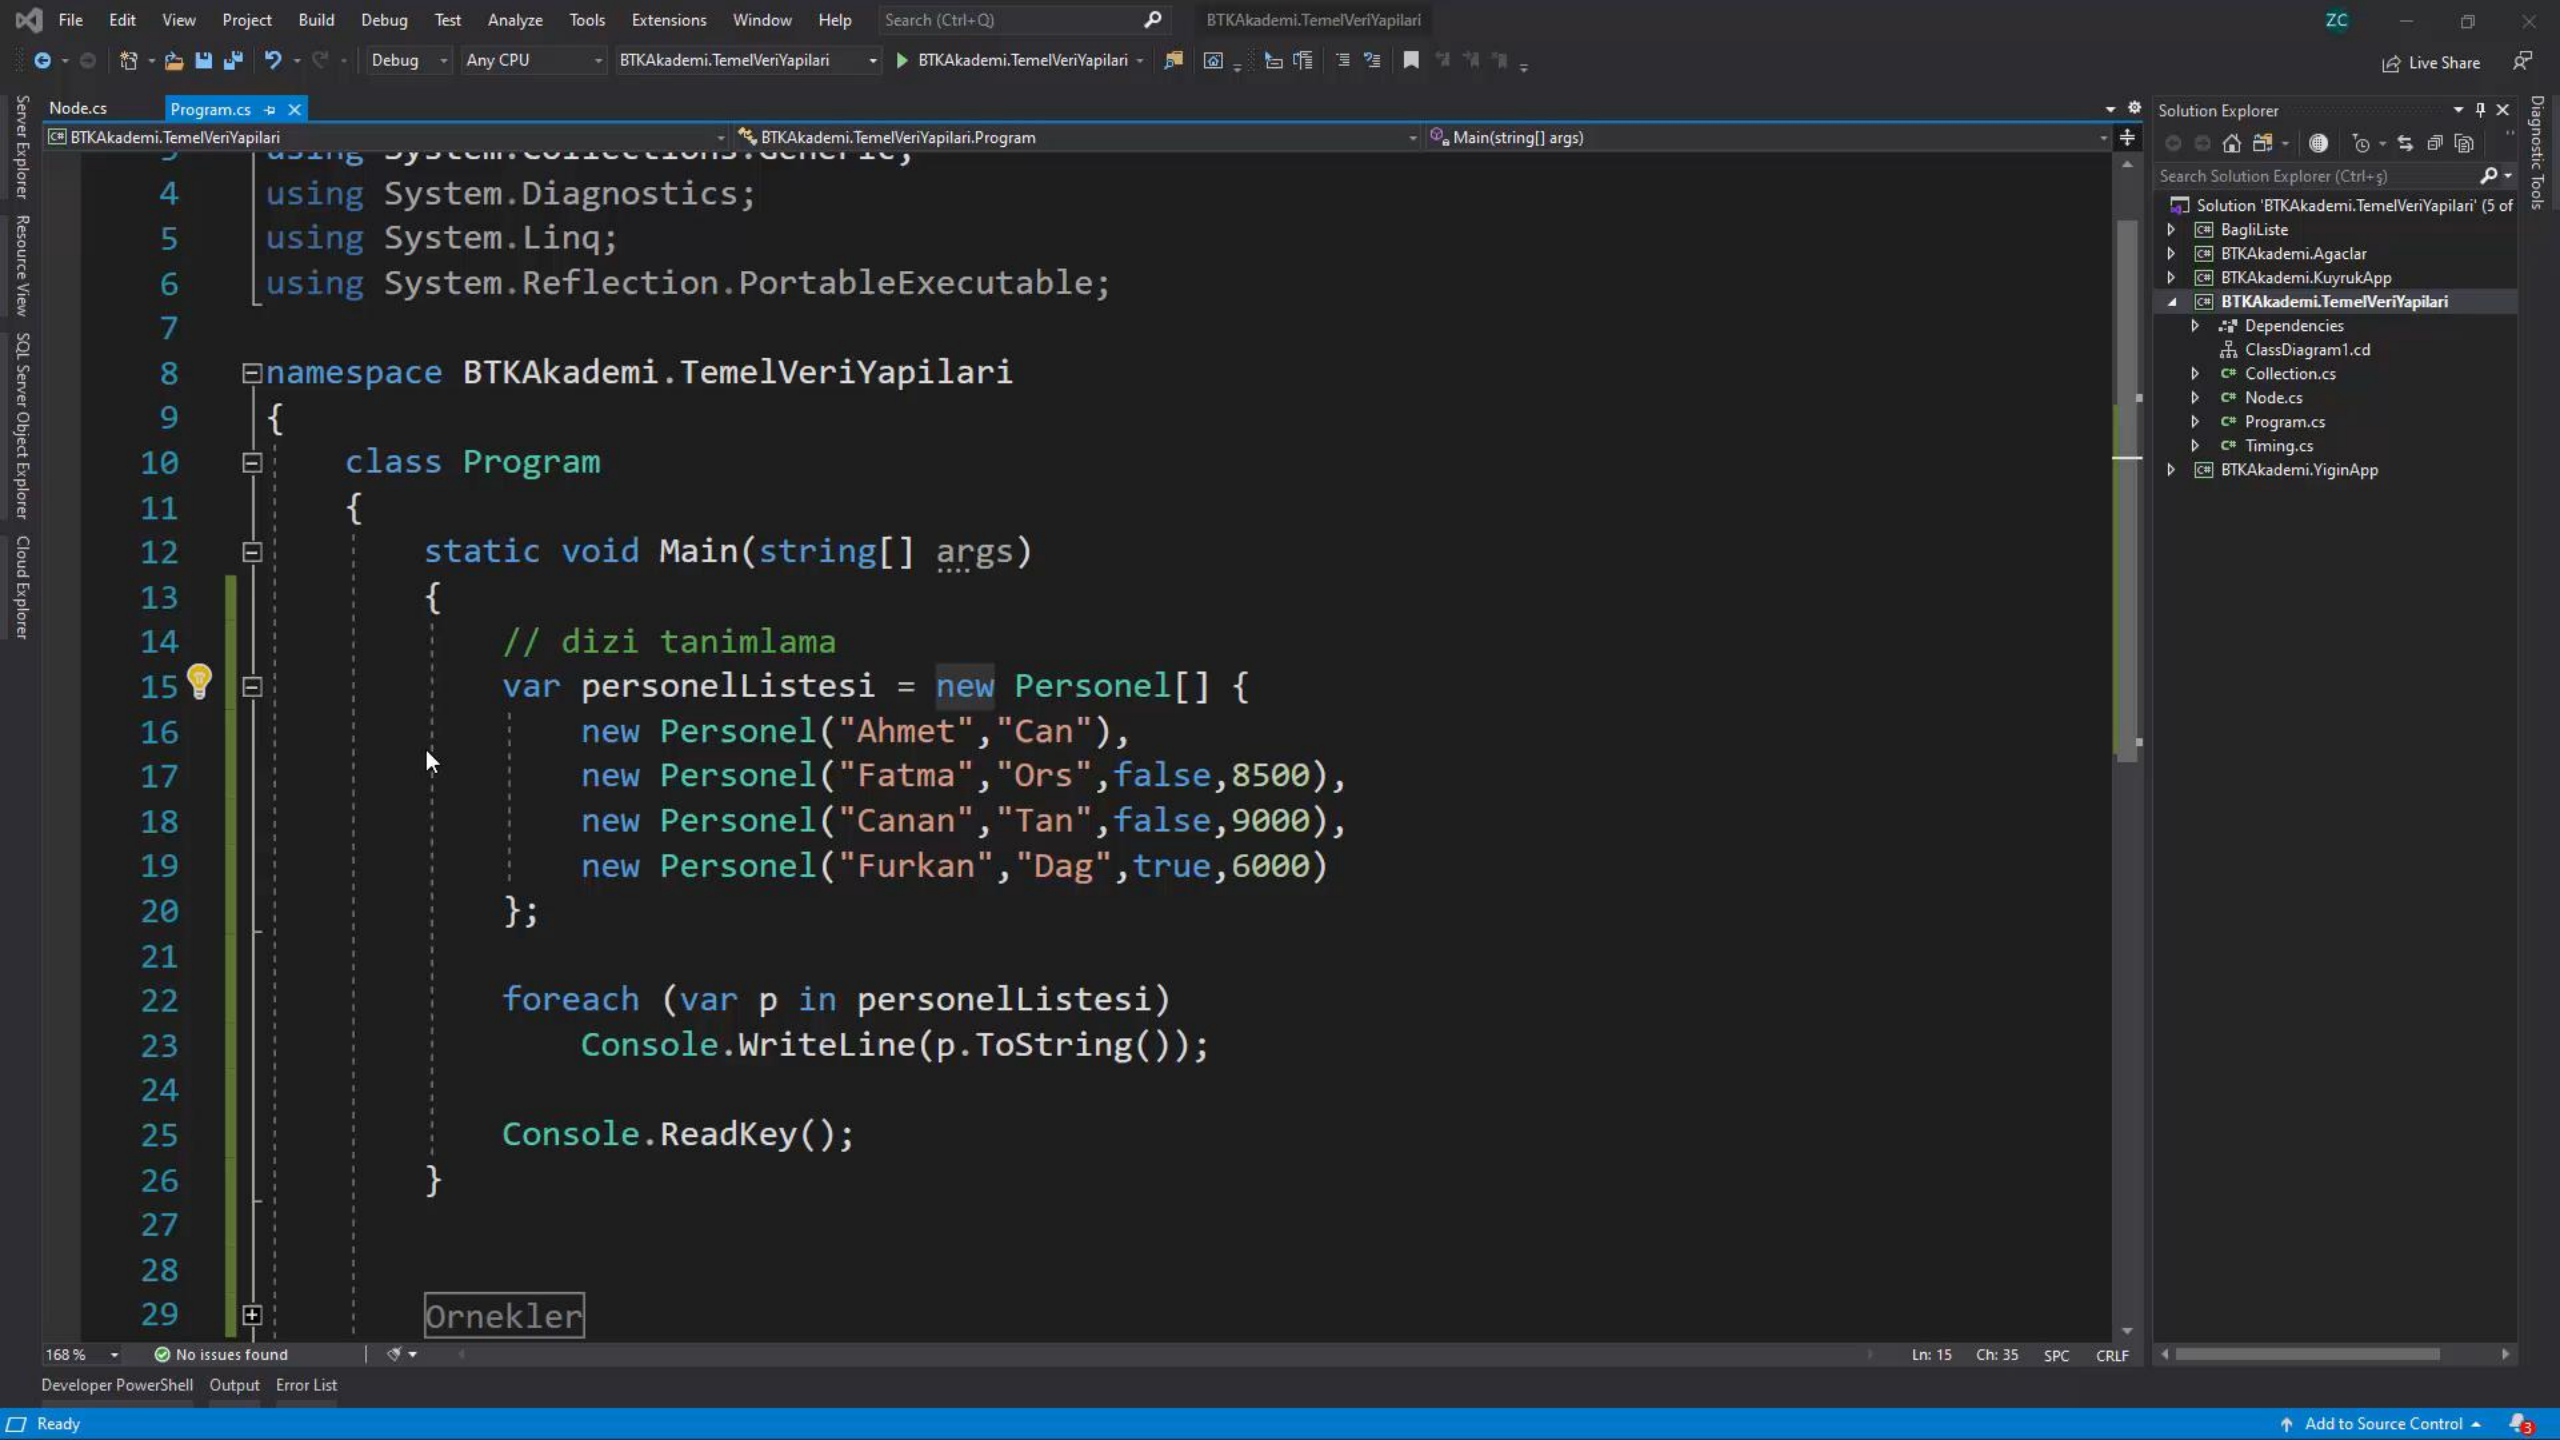 File Edit View Project Build Debug Test Analyze Tools Extensions Window Help Search (Ctrl+Q) BTKAkademi.TemelVeriYapilari ZC
Debug Any CPU BTKAkademi.TemelVeriYapilari BTKAkademi.TemelVeriYapilari Live Share
Node.cs Program.cs
BTKAkademi.TemelVeriYapilari BTKAkademi.TemelVeriYapilari.Program Main(string[] args)
using System.Collections.Generic;
4 using System.Diagnostics;
5 using System.Linq;
6 using System.Reflection.PortableExecutable;
7
8 namespace BTKAkademi.TemelVeriYapilari
9 {
10 class Program
11 {
12 static void Main(string[] args)
13 {
14 // dizi tanimlama
15 var personelListesi = new Personel[] {
16 new Personel("Ahmet","Can"),
17 new Personel("Fatma","Ors",false,8500),
18 new Personel("Canan","Tan",false,9000),
19 new Personel("Furkan","Dag",true,6000)
20 };
21
22 foreach (var p in personelListesi)
23 Console.WriteLine(p.ToString());
24
25 Console.ReadKey();
26 }
27
28
29 Ornekler
168 % No issues found Ln: 15 Ch: 35 SPC CRLF
Developer PowerShell Output Error List
Ready Add to Source Control 3
Server Explorer
Resource View
SQL Server Object Explorer
Cloud Explorer
Solution Explorer
Search Solution Explorer (Ctrl+ş)
Solution 'BTKAkademi.TemelVeriYapilari' (5 of
BagliListe
BTKAkademi.Agaclar
BTKAkademi.KuyrukApp
BTKAkademi.TemelVeriYapilari
Dependencies
ClassDiagram1.cd
Collection.cs
Node.cs
Program.cs
Timing.cs
BTKAkademi.YiginApp
Diagnostic Tools